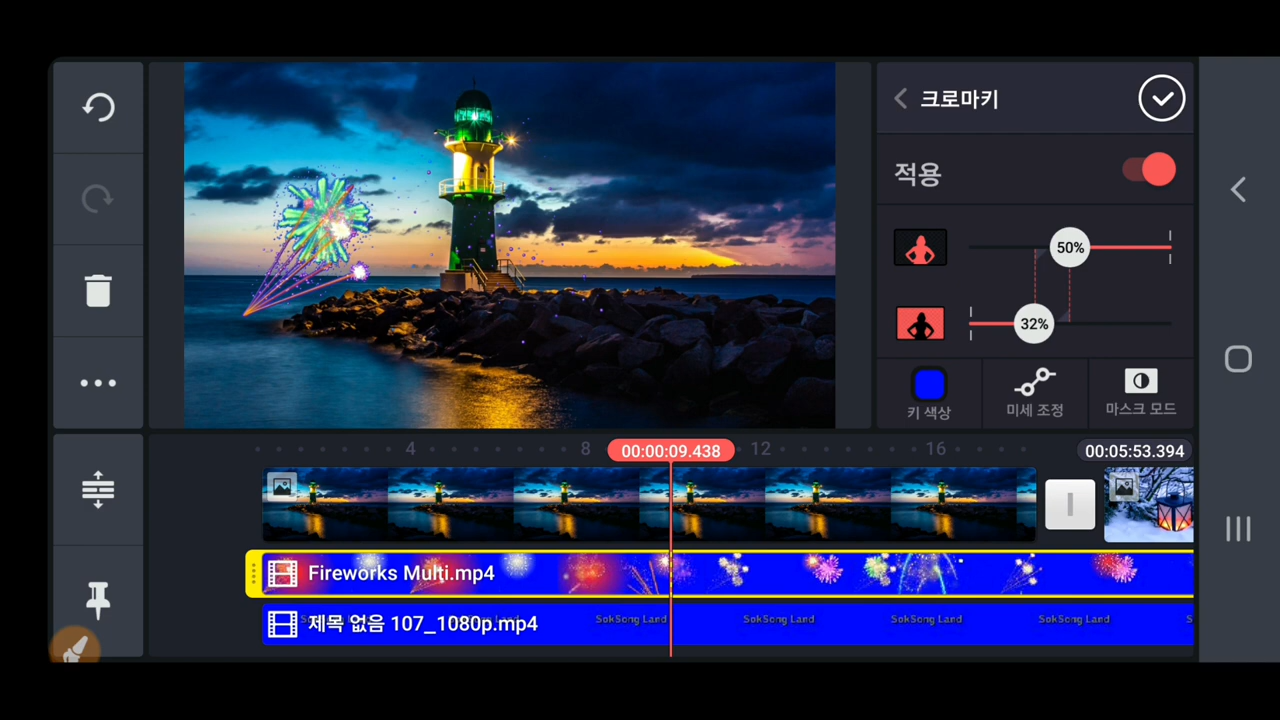 크로마키
적용
50%
32%
키 색상
미세 조정
마스크 모드
4
8
00:00:09.438
12
16
00:05:53.394
Fireworks Multi.mp4
제목 없음 107_1080p.mp4
SokSong Land
SokSong Land
SokSong Land
SokSong Land